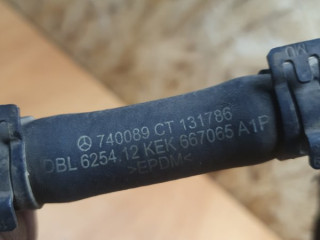 740089 CT 131786
DBL 6254.12 KEK 667065 A1P
>EPDM<